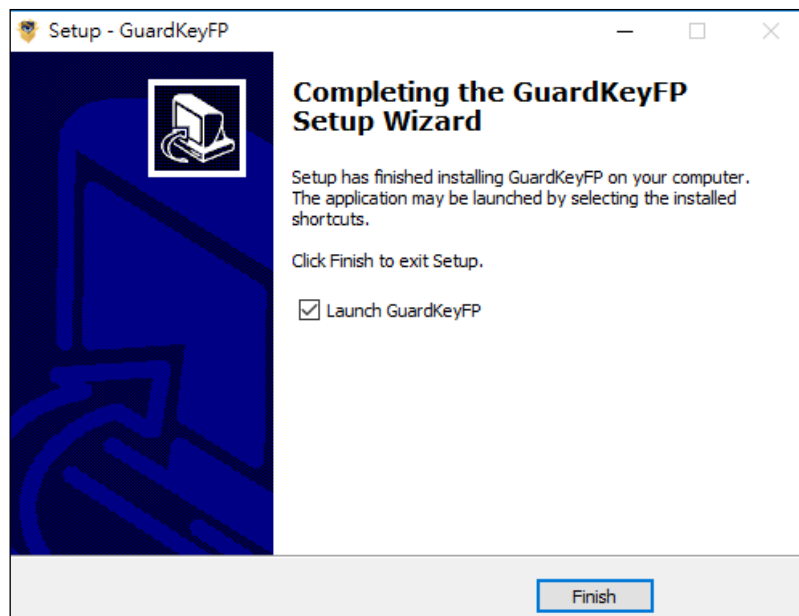 Setup - GuardKeyFP
Completing the GuardKeyFP
Setup Wizard
Setup has finished installing GuardKeyFP on your computer.
The application may be launched by selecting the installed
shortcuts.
Click Finish to exit Setup.
Launch GuardKeyFP
Finish